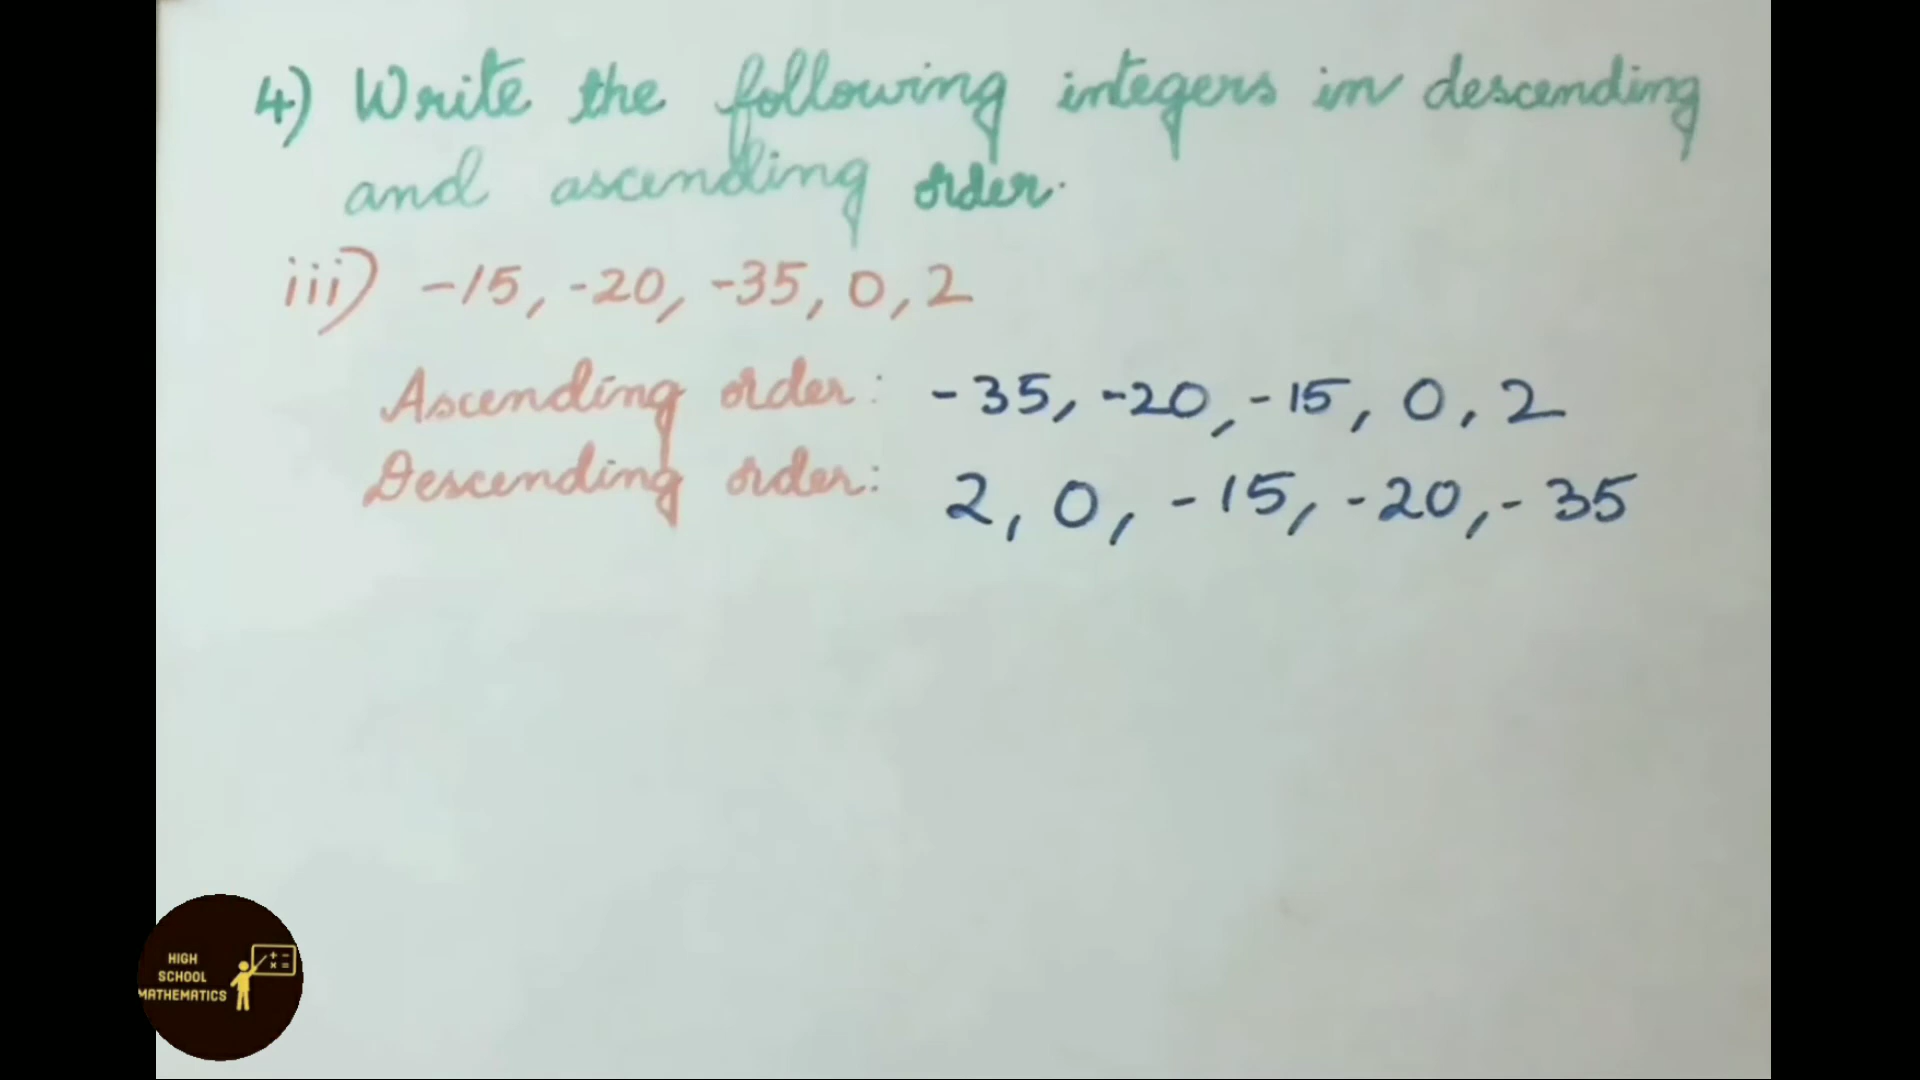 4) Write the following integers in descending
and ascending order.
iii) -15, -20, -35, 0, 2
Ascending order: -35, -20, -15, 0, 2
Descending order: 2, 0, -15, -20, -35
HIGH
SCHOOL
MATHEMATICS
+ -
× =